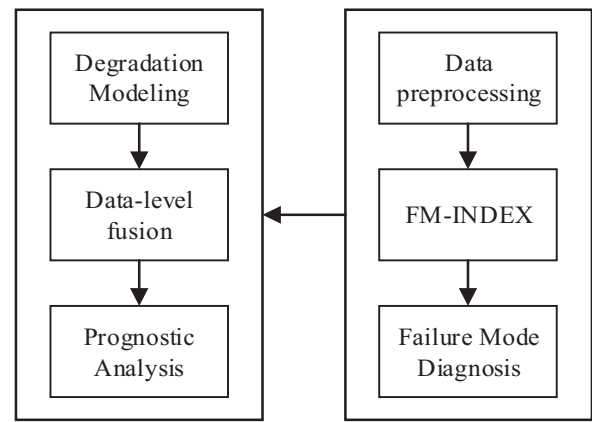 Degradation
Modeling
Data-level
fusion
Prognostic
Analysis
Data
preprocessing
FM-INDEX
Failure Mode
Diagnosis